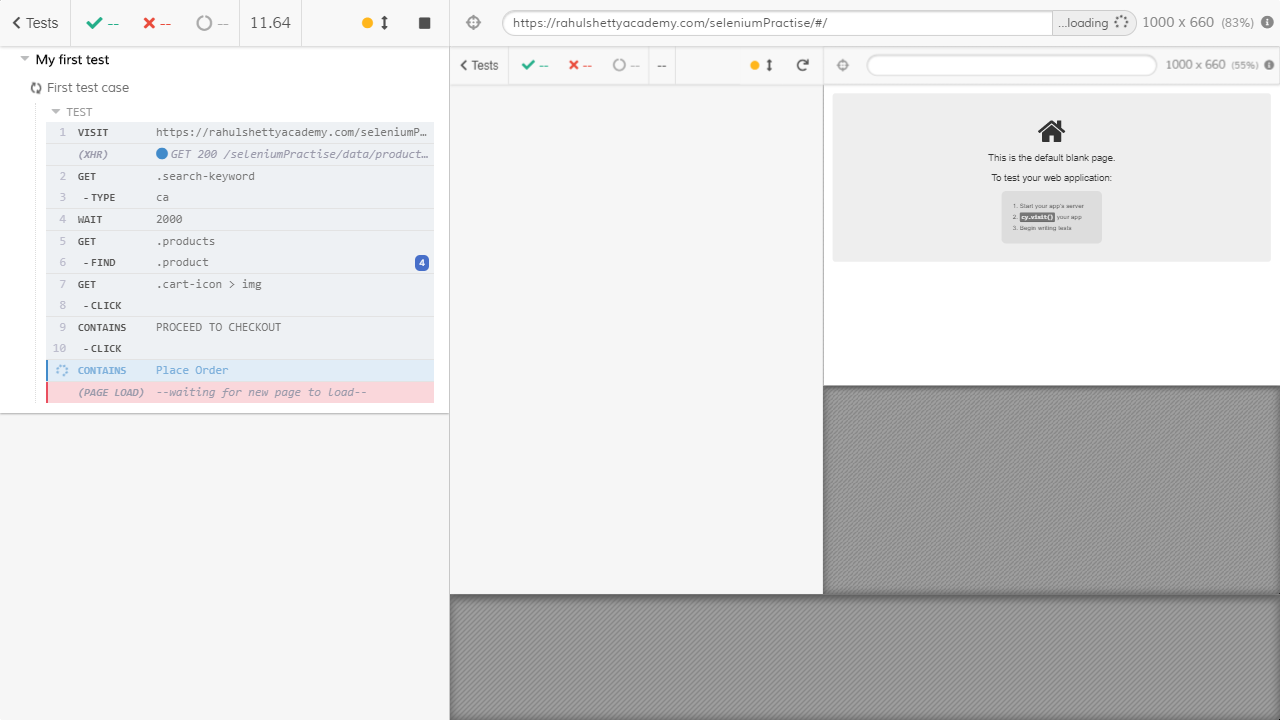 Tests -- -- -- 11.64
https://rahulshettyacademy.com/seleniumPractise/#/ ...loading 1000 x 660 (83%)
My first test
First test case
TEST
1 VISIT https://rahulshettyacademy.com/seleniumP...
(XHR) GET 200 /seleniumPractise/data/product...
2 GET .search-keyword
3 -TYPE ca
4 WAIT 2000
5 GET .products
6 -FIND .product 4
7 GET .cart-icon > img
8 -CLICK
9 CONTAINS PROCEED TO CHECKOUT
10 -CLICK
CONTAINS Place Order
(PAGE LOAD) --waiting for new page to load--
Tests -- -- -- --
1000 x 660 (55%)
This is the default blank page.
To test your web application:
1. Start your app's server
2. cy.visit() your app
3. Begin writing tests